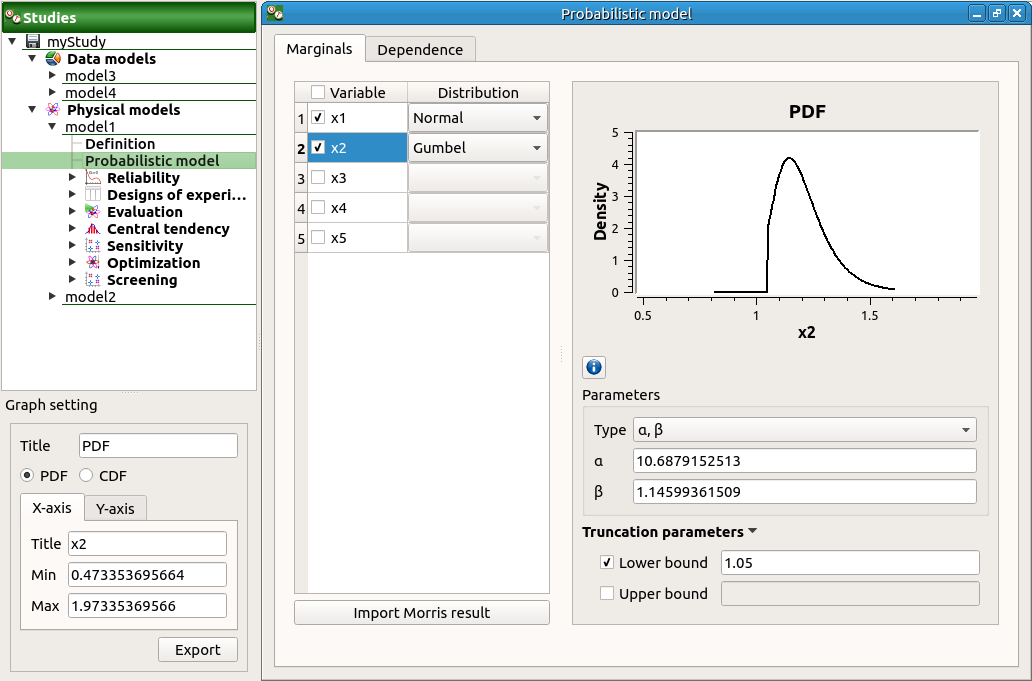 Studies
myStudy
Data models
model3
model4
Physical models
model1
Definition
Probabilistic model
Reliability
Designs of experi...
Evaluation
Central tendency
Sensitivity
Optimization
Screening
model2
Graph setting
Title PDF
PDF CDF
X-axis Y-axis
Title x2
Min 0.473353695664
Max 1.97335369566
Export
Probabilistic model
Marginals Dependence
Variable Distribution
1 x1 Normal
2 x2 Gumbel
3 x3
4 x4
5 x5
Import Morris result
PDF
Density
5
4
3
2
1
0
0.5 1 1.5
x2
Parameters
Type α, β
α 10.6879152513
β 1.14599361509
Truncation parameters
Lower bound 1.05
Upper bound